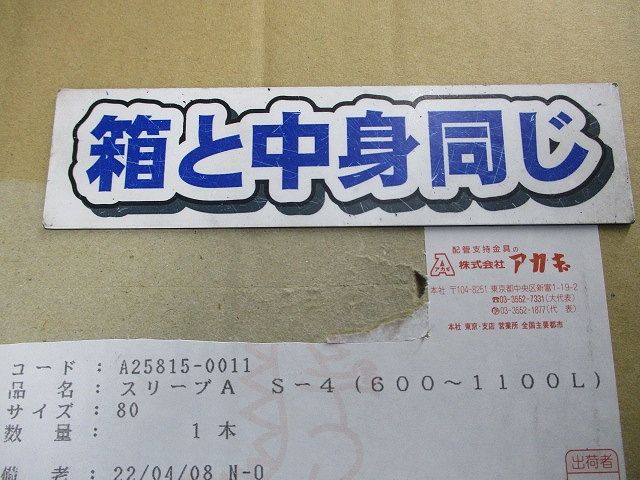 箱と中身同じ
配管支持金具の
アカギ 株式会社 アカギ
本社 〒104-8251 東京都中央区新富1-19-2
☎03-3552-7331(大代表)
03-3552-1877(代 表)
本社 東京・支店 営業所 全国主要都市
コード : A25815-0011
品 名 : スリーブA S-4(600~1100L)
サイズ : 80
数 量 : 1本
備 考 : 22/04/08 N-O
出荷者